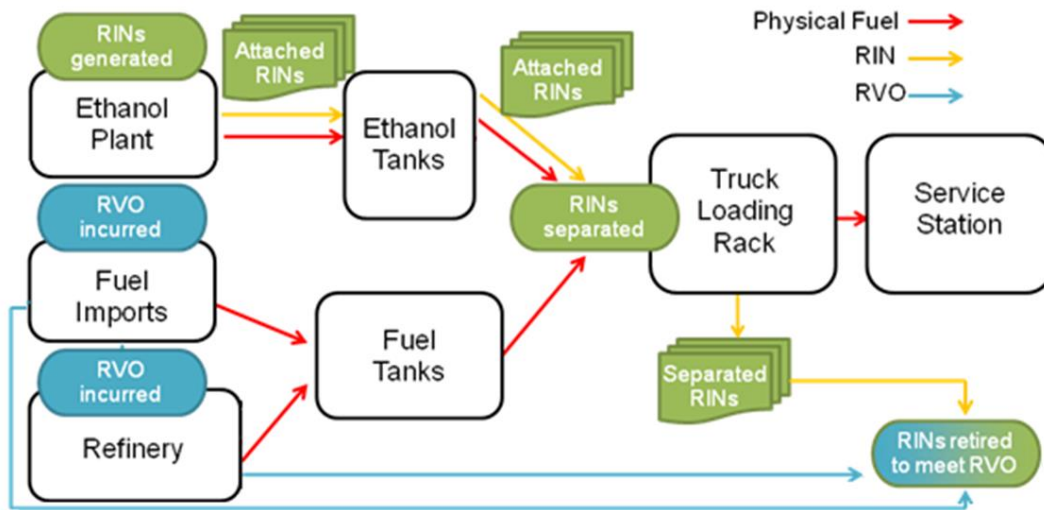 RINs
generated
Ethanol
Plant
Attached
RINs
Ethanol
Tanks
Attached
RINs
Physical Fuel
RIN
RVO
RVO
incurred
Fuel
Imports
RINs
separated
Truck
Loading
Rack
Service
Station
RVO
incurred
Refinery
Fuel
Tanks
Separated
RINs
RINs retired
to meet RVO